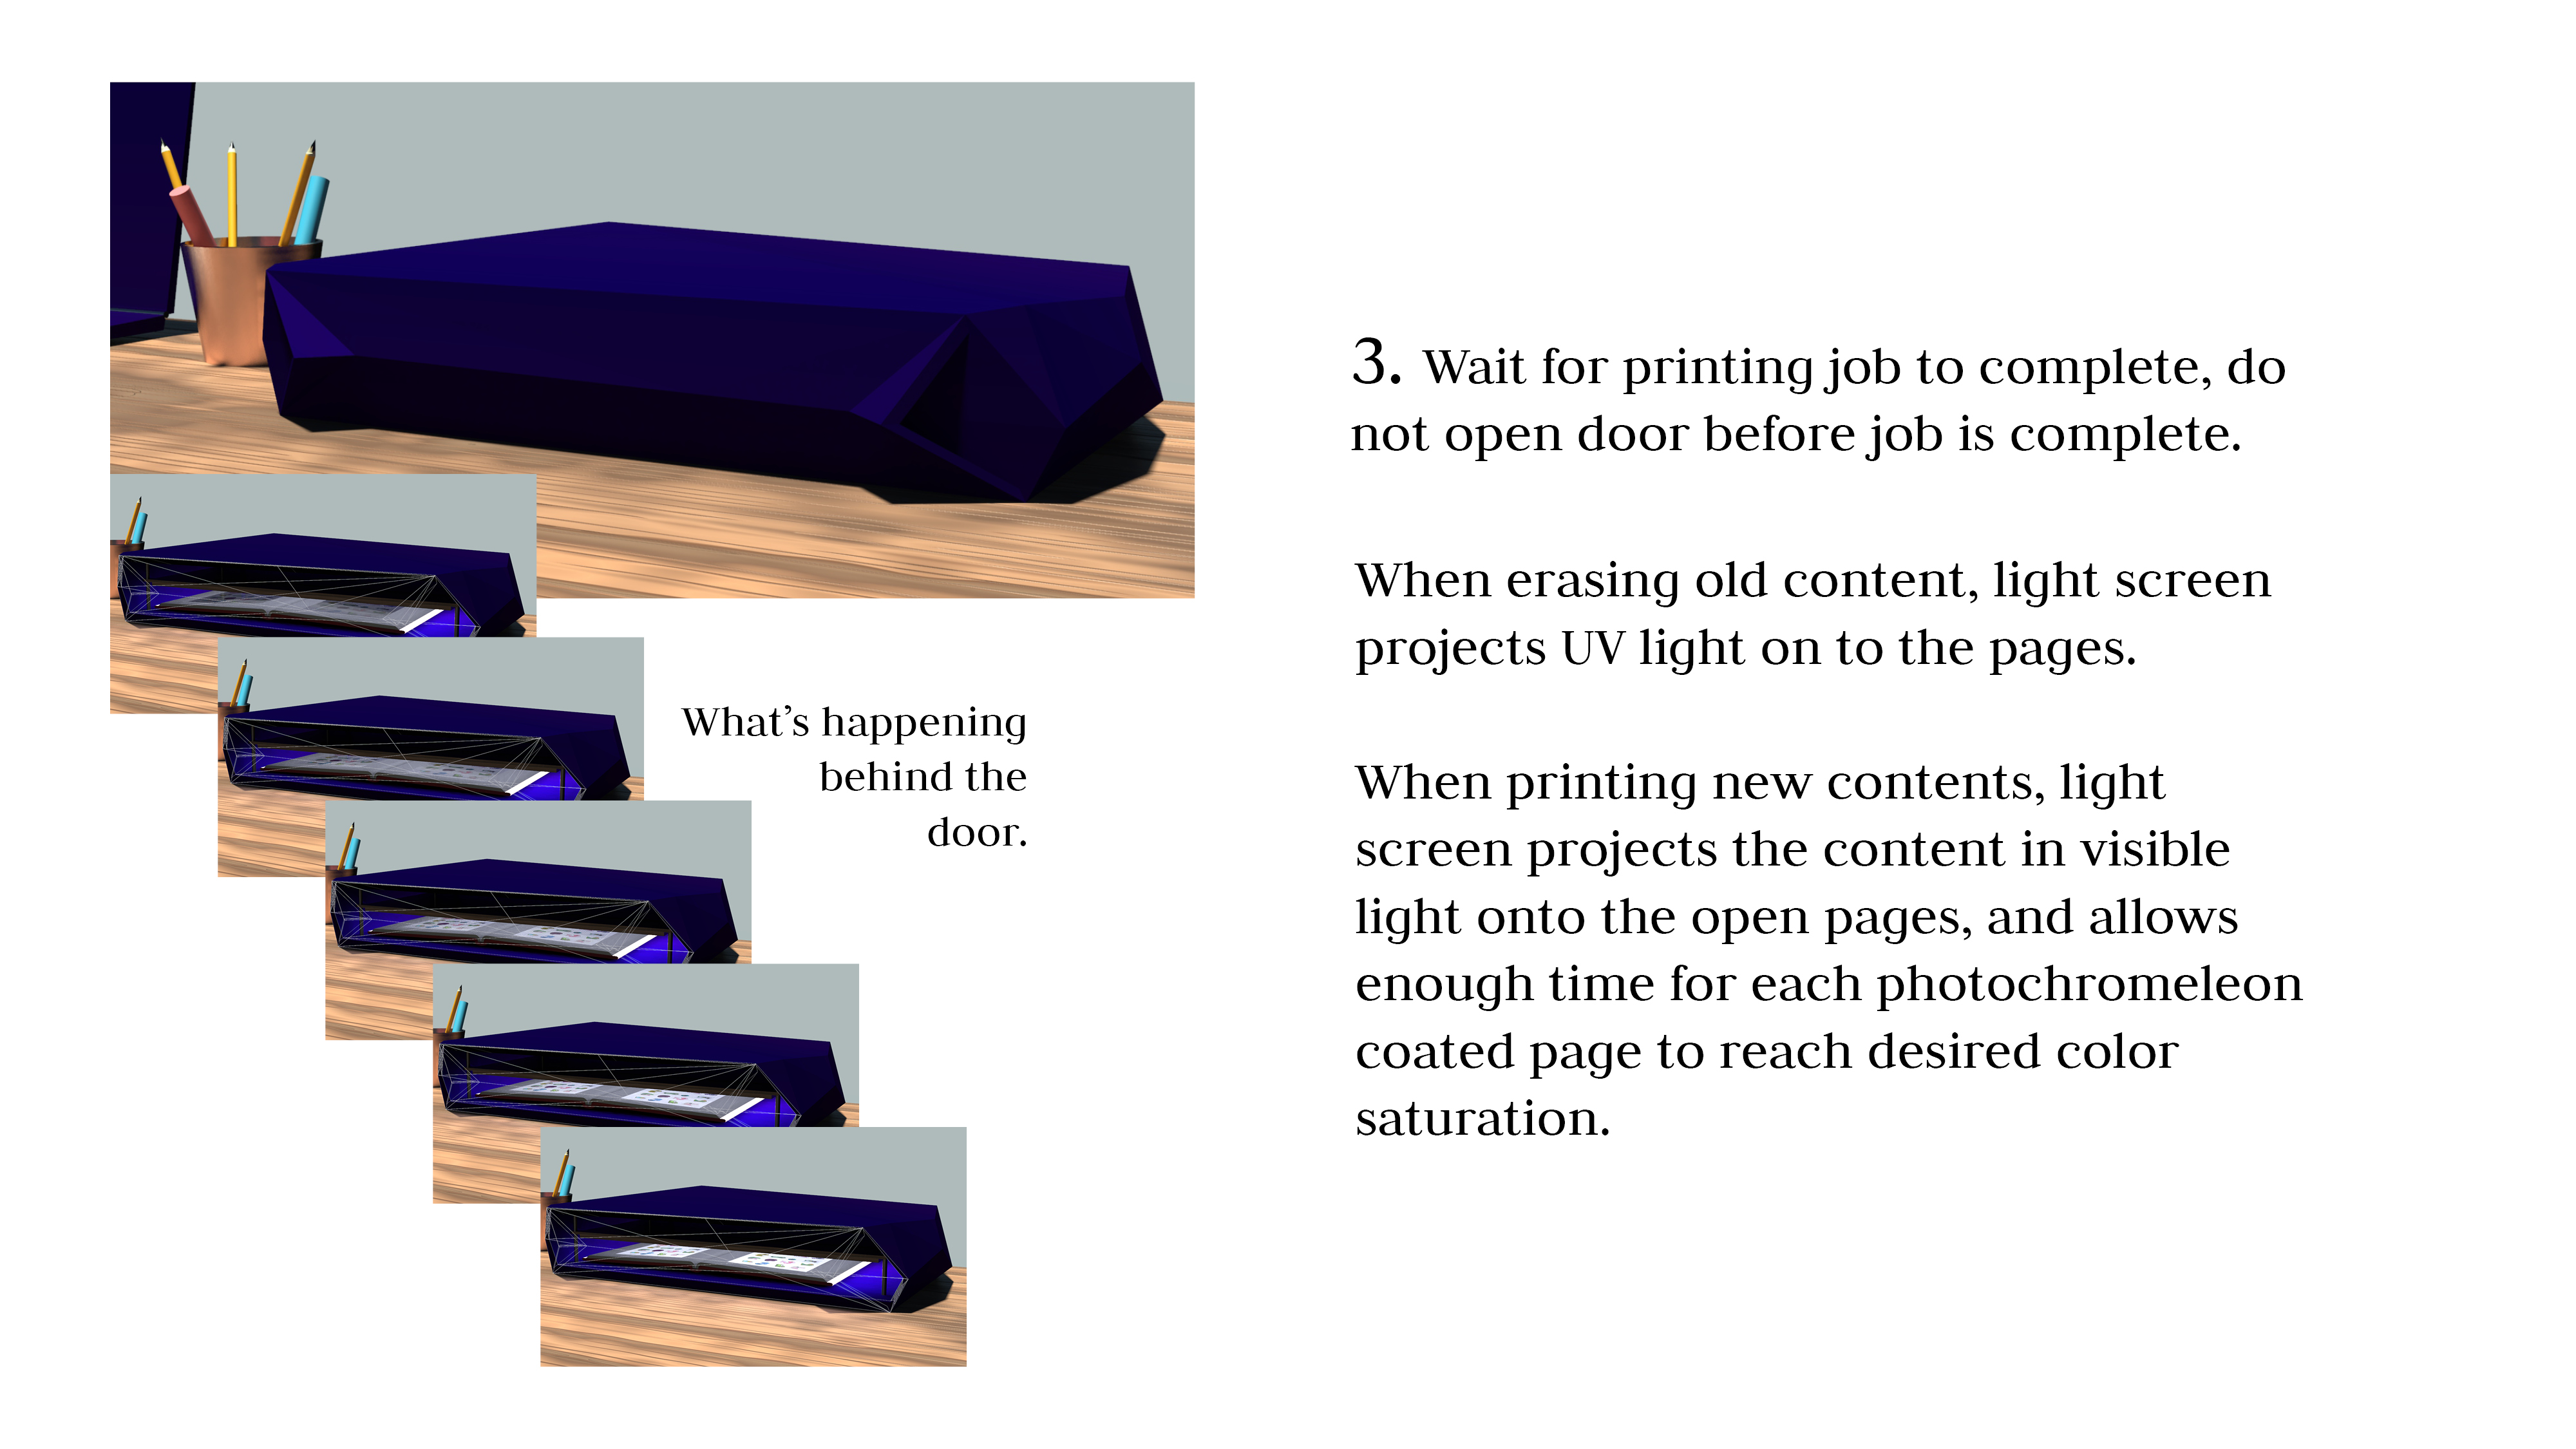 What’s happening
behind the
door.
3. Wait for printing job to complete, do
not open door before job is complete.
When erasing old content, light screen
projects UV light on to the pages.
When printing new contents, light
screen projects the content in visible
light onto the open pages, and allows
enough time for each photochromeleon
coated page to reach desired color
saturation.